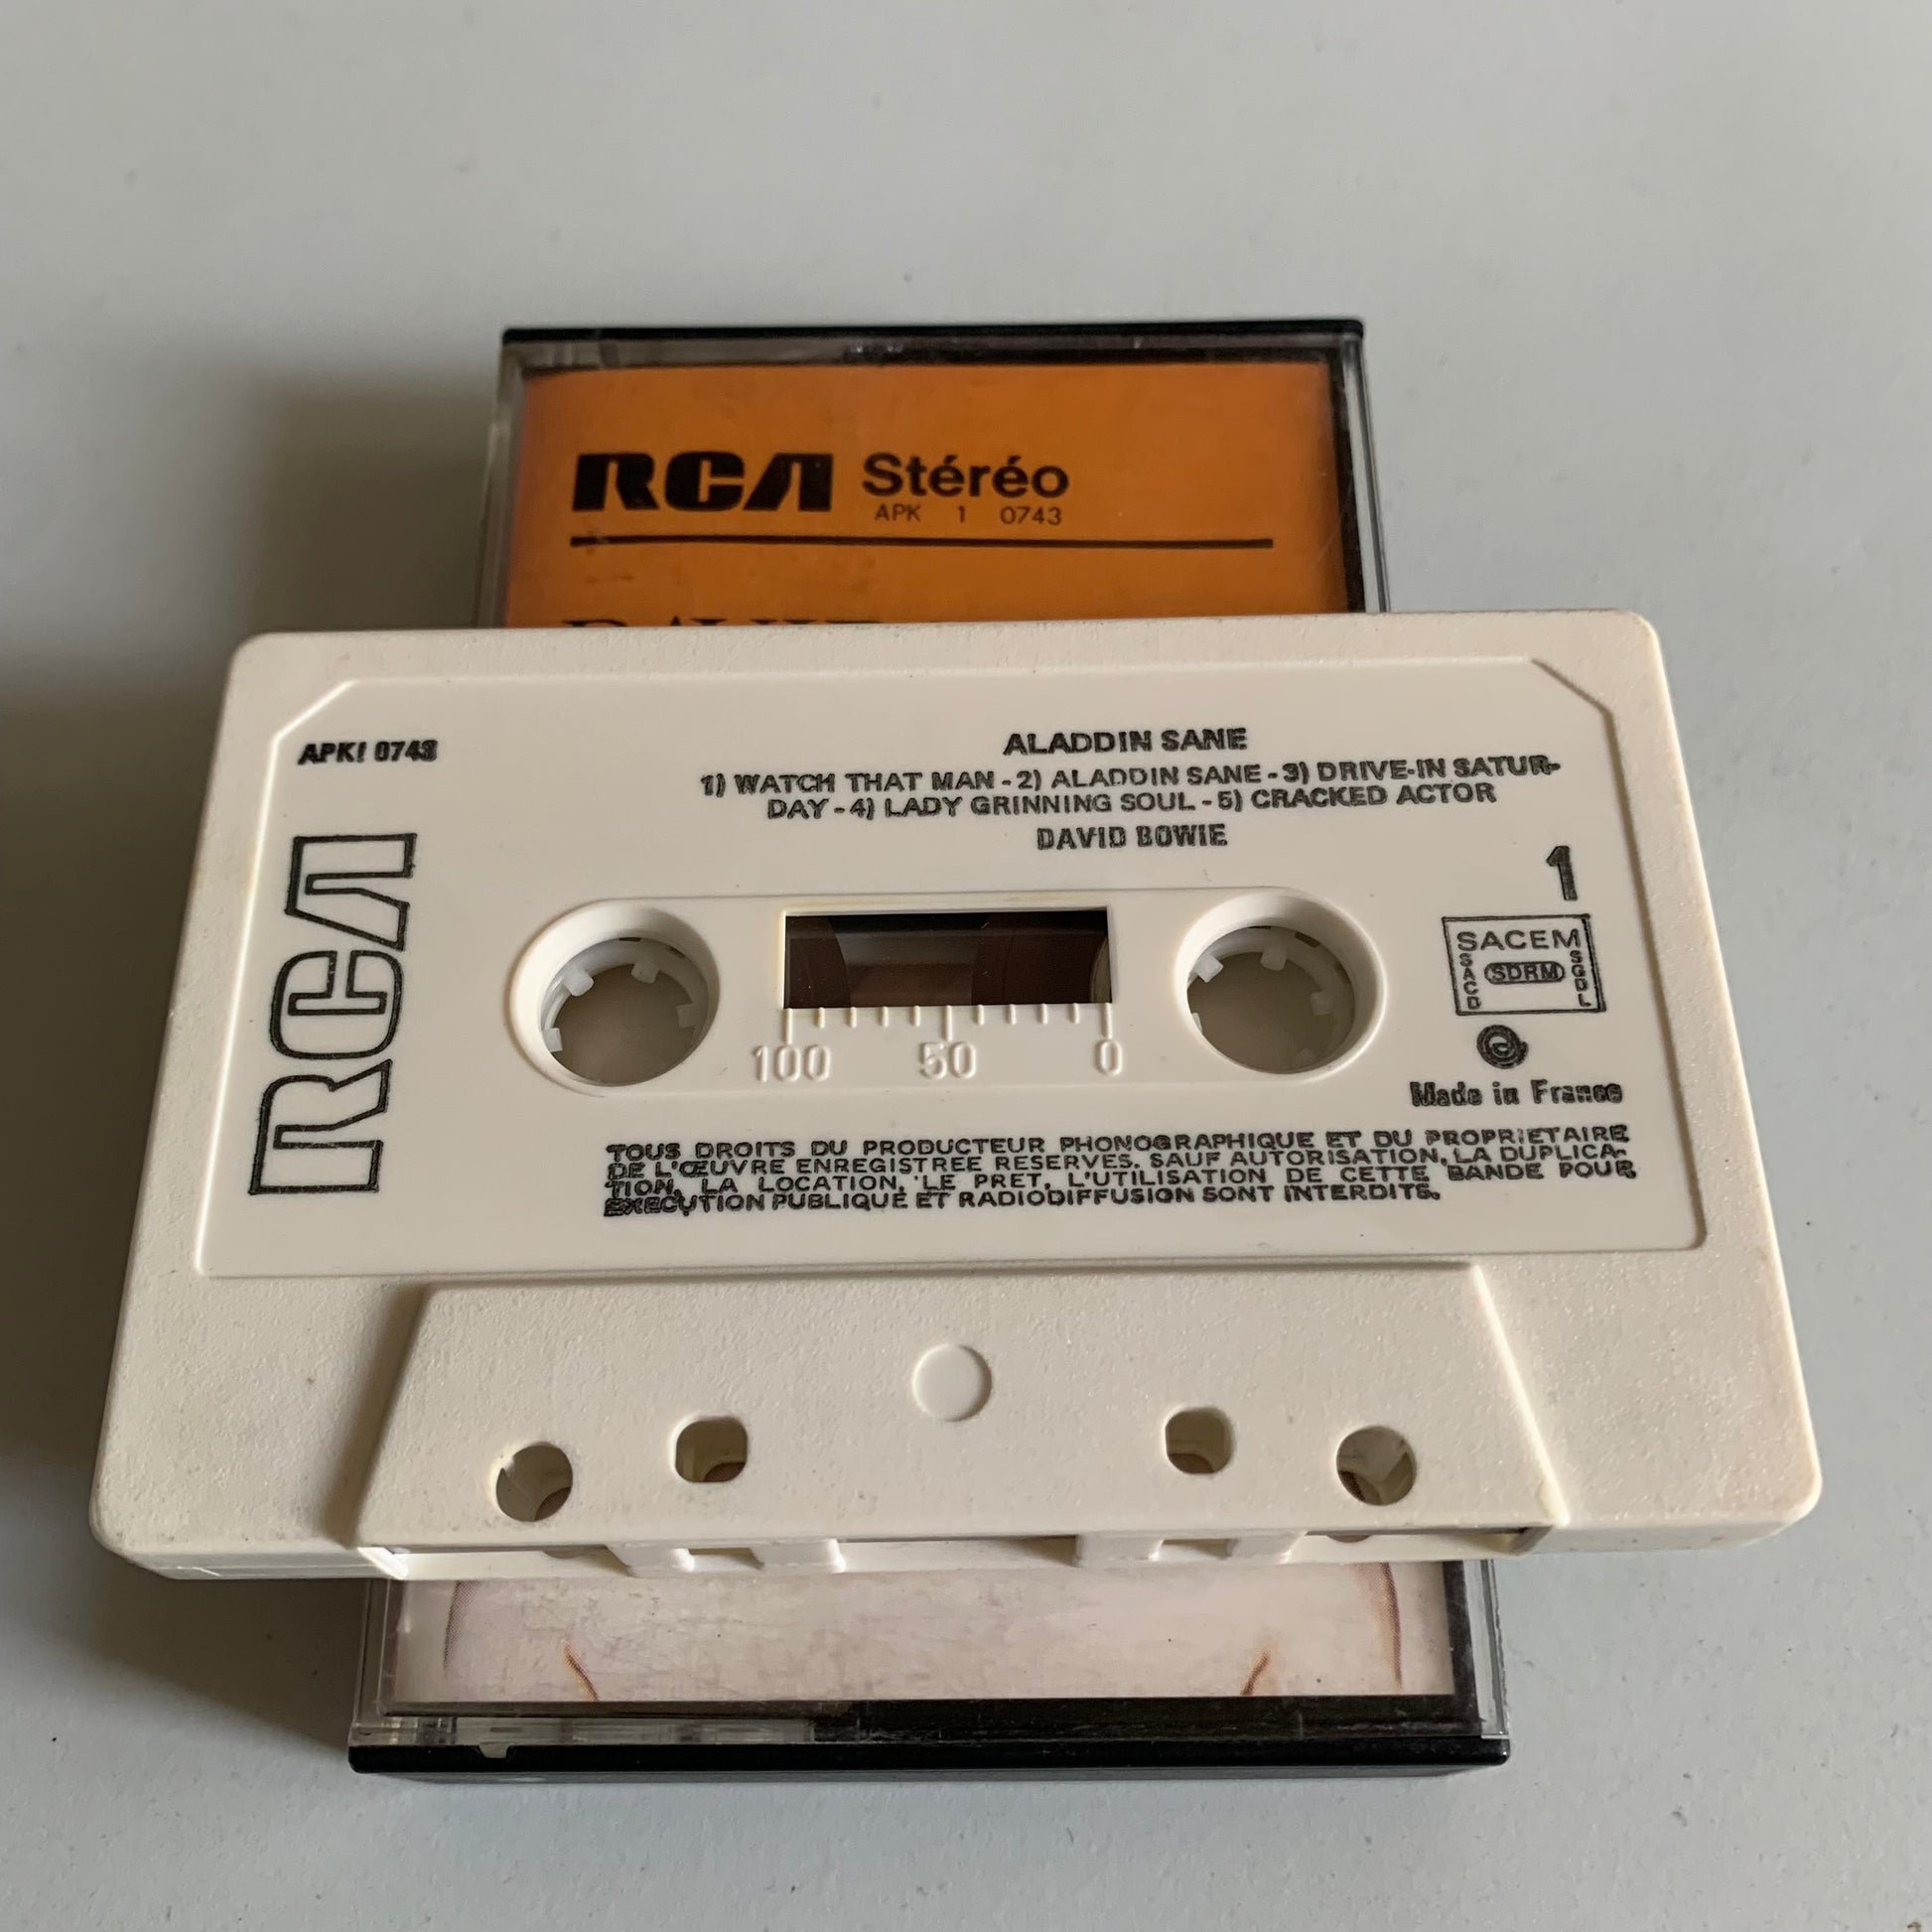 RCA Stéréo
APK 1 0743
DAVID
APK! 0743
ALADDIN SANE
1) WATCH THAT MAN - 2) ALADDIN SANE - 3) DRIVE-IN SATUR-
DAY - 4) LADY GRINNING SOUL - 5) CRACKED ACTOR
DAVID BOWIE
RCA
1
SACEM
SACD
SDRM
SGDL
Made in France
100 50 0
TOUS DROITS DU PRODUCTEUR PHONOGRAPHIQUE ET DU PROPRIETAIRE
DE L'ŒUVRE ENREGISTREE RESERVES. SAUF AUTORISATION, LA DUPLICA-
TION, LA LOCATION, LE PRET, L'UTILISATION DE CETTE BANDE POUR
EXECUTION PUBLIQUE ET RADIODIFFUSION SONT INTERDITS.